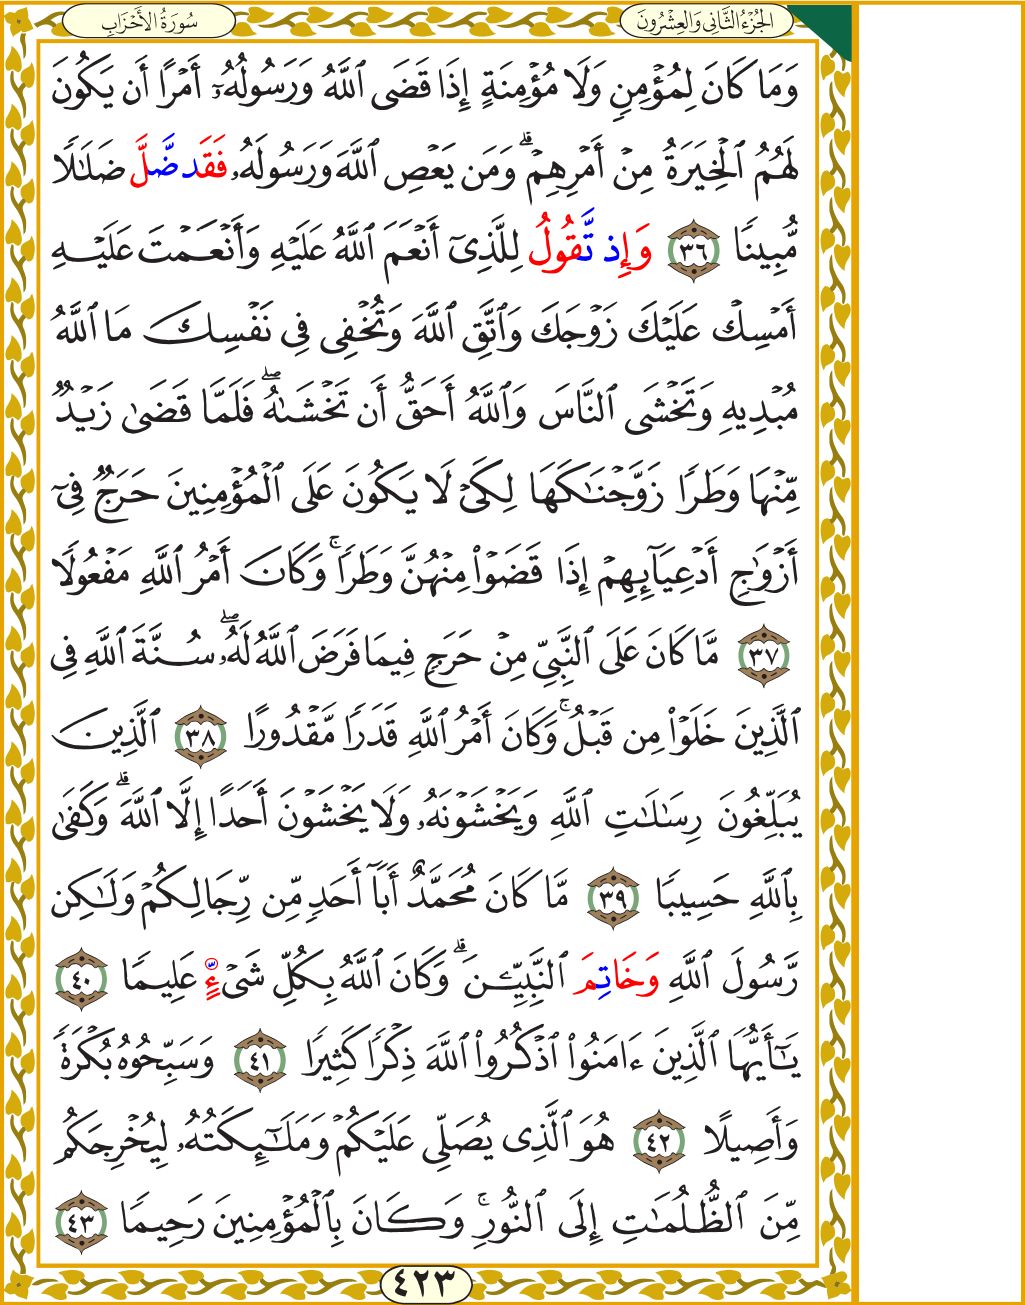 الجُزْءُ الثَّانِي وَالعِشْرُونَ
سُورَةُ الأَحْزَابِ
وَمَا كَانَ لِمُؤْمِنٖ وَلَا مُؤْمِنَةٍ إِذَا قَضَى ٱللَّهُ وَرَسُولُهُۥٓ أَمْرًا أَن يَكُونَ
لَهُمُ ٱلْخِيَرَةُ مِنْ أَمْرِهِمْۗ وَمَن يَعْصِ ٱللَّهَ وَرَسُولَهُۥ فَقَد ضَّلَّ ضَلَٰلٗا
مُّبِينٗا ٣٦ وَإِذ تَّقُولُ لِلَّذِىٓ أَنْعَمَ ٱللَّهُ عَلَيْهِ وَأَنْعَمْتَ عَلَيْهِ
أَمْسِكْ عَلَيْكَ زَوْجَكَ وَٱتَّقِ ٱللَّهَ وَتُخْفِى فِى نَفْسِكَ مَا ٱللَّهُ
مُبْدِيهِ وَتَخْشَى ٱلنَّاسَ وَٱللَّهُ أَحَقُّ أَن تَخْشَىٰهُۖ فَلَمَّا قَضَىٰ زَيْدٞ
مِّنْهَا وَطَرٗا زَوَّجْنَٰكَهَا لِكَىْ لَا يَكُونَ عَلَى ٱلْمُؤْمِنِينَ حَرَجٞ فِىٓ
أَزْوَٰجِ أَدْعِيَآئِهِمْ إِذَا قَضَوْا۟ مِنْهُنَّ وَطَرٗاۚ وَكَانَ أَمْرُ ٱللَّهِ مَفْعُولٗا
٣٧ مَّا كَانَ عَلَى ٱلنَّبِىِّ مِنْ حَرَجٖ فِيمَا فَرَضَ ٱللَّهُ لَهُۥۖ سُنَّةَ ٱللَّهِ فِى
ٱلَّذِينَ خَلَوْا۟ مِن قَبْلُۚ وَكَانَ أَمْرُ ٱللَّهِ قَدَرٗا مَّقْدُورًا ٣٨ ٱلَّذِينَ
يُبَلِّغُونَ رِسَٰلَٰتِ ٱللَّهِ وَيَخْشَوْنَهُۥ وَلَا يَخْشَوْنَ أَحَدًا إِلَّا ٱللَّهَۗ وَكَفَىٰ
بِٱللَّهِ حَسِيبٗا ٣٩ مَّا كَانَ مُحَمَّدٌ أَبَآ أَحَدٖ مِّن رِّجَالِكُمْ وَلَٰكِن
رَّسُولَ ٱللَّهِ وَخَاتِمَ ٱلنَّبِيِّـۧنَۗ وَكَانَ ٱللَّهُ بِكُلِّ شَىْءٍ عَلِيمٗا ٤٠
يَٰٓأَيُّهَا ٱلَّذِينَ ءَامَنُوا۟ ٱذْكُرُوا۟ ٱللَّهَ ذِكْرٗا كَثِيرٗا ٤١ وَسَبِّحُوهُ بُكْرَةٗ
وَأَصِيلًا ٤٢ هُوَ ٱلَّذِى يُصَلِّى عَلَيْكُمْ وَمَلَٰٓئِكَتُهُۥ لِيُخْرِجَكُم
مِّنَ ٱلظُّلُمَٰتِ إِلَى ٱلنُّورِۚ وَكَانَ بِٱلْمُؤْمِنِينَ رَحِيمٗا ٤٣
٤٢٣